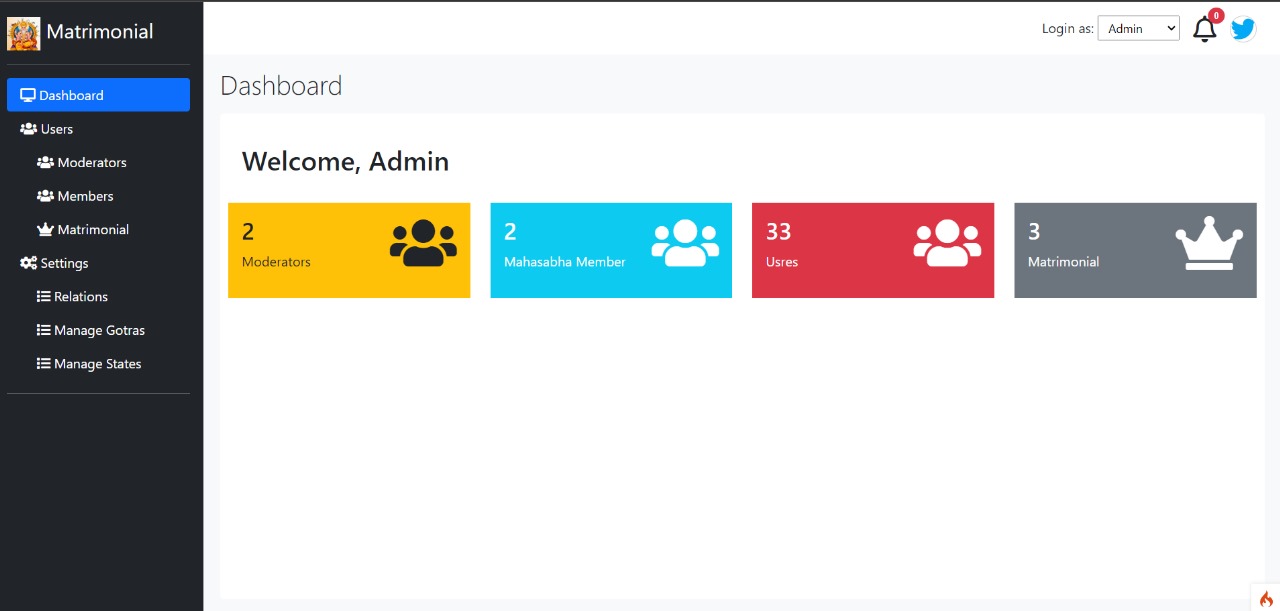 Matrimonial
Login as: Admin
0
Dashboard
Users
Moderators
Members
Matrimonial
Settings
Relations
Manage Gotras
Manage States
Dashboard
Welcome, Admin
2
Moderators
2
Mahasabha Member
33
Usres
3
Matrimonial